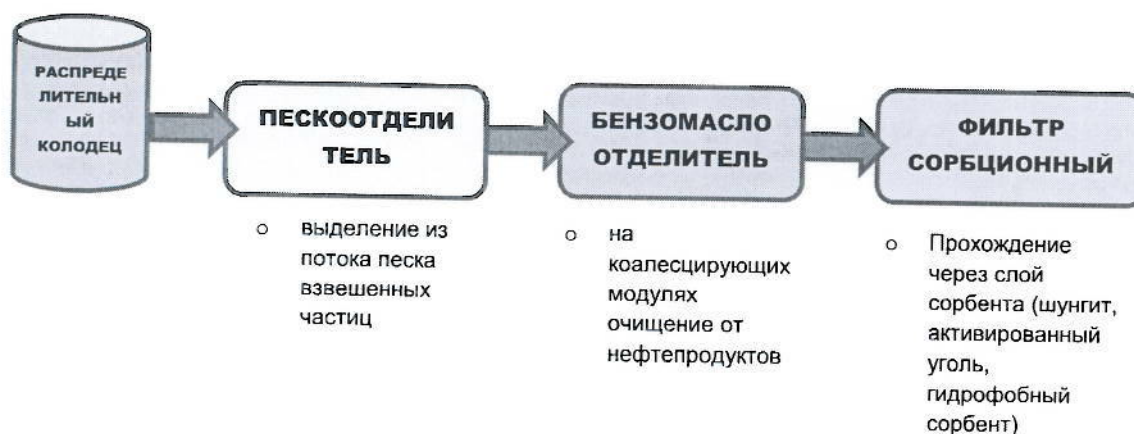 РАСПРЕДЕ
ЛИТЕЛЬН
ЫЙ
КОЛОДЕЦ
ПЕСКООТДЕЛИ
ТЕЛЬ
БЕНЗОМАСЛО
ОТДЕЛИТЕЛЬ
ФИЛЬТР
СОРБЦИОННЫЙ
o выделение из
потока песка
взвешенных
частиц
o на
коалесцирующих
модулях
очищение от
нефтепродуктов
o Прохождение
через слой
сорбента (шунгит,
активированный
уголь,
гидрофобный
сорбент)